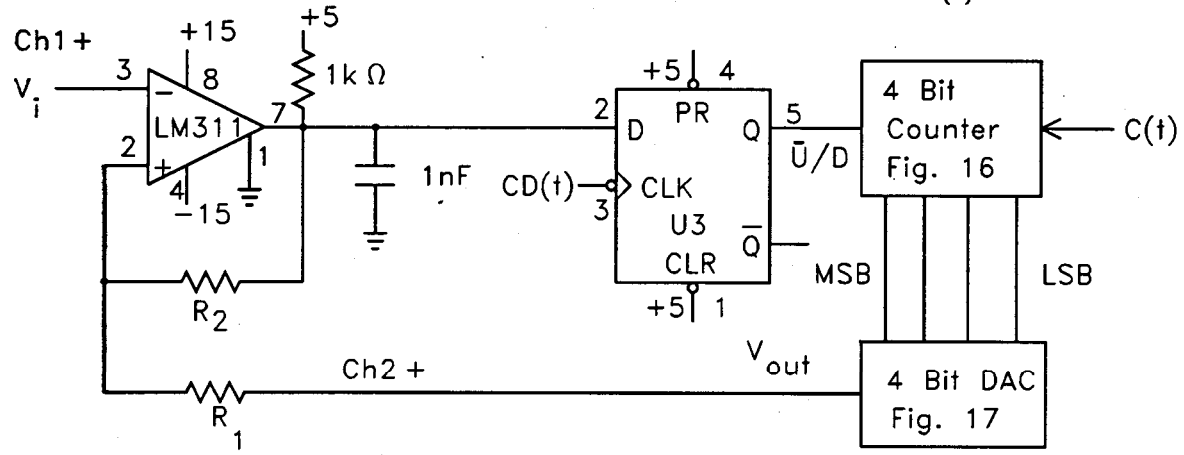 Ch1 +
V i
3
2
+15
8
LM311
7
1
4
-15
+5
1k Ω
1nF
R 2
R 1
Ch2 +
V out
CD(t)
2
3
+5
4
PR
D
Q
5
CLK
U3
Q̅
CLR
+5
1
U̅/D
4 Bit
Counter
Fig. 16
C(t)
MSB
LSB
4 Bit DAC
Fig. 17